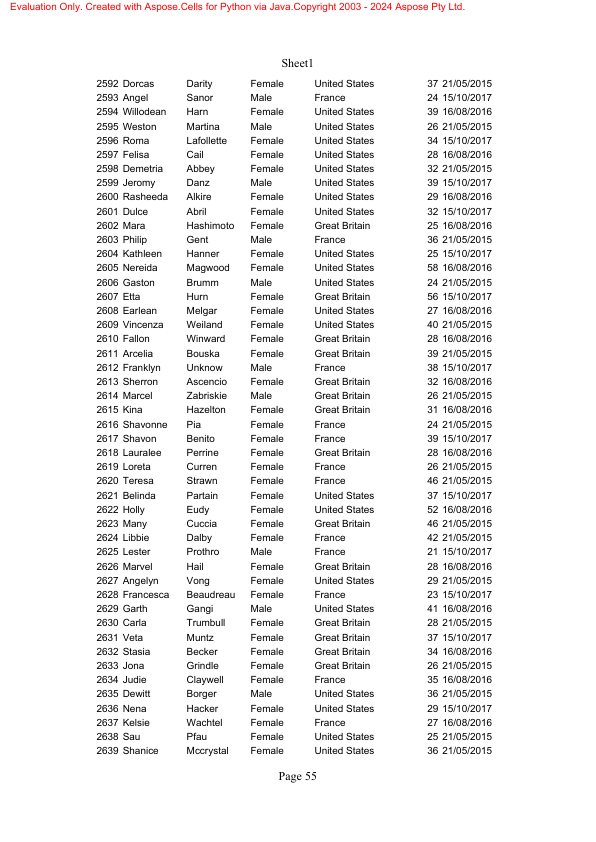 Evaluation Only. Created with Aspose.Cells for Python via Java.Copyright 2003 - 2024 Aspose Pty Ltd.
Sheet1
2592 Dorcas Darity Female United States 37 21/05/2015
2593 Angel Sanor Male France 24 15/10/2017
2594 Willodean Harn Female United States 39 16/08/2016
2595 Weston Martina Male United States 26 21/05/2015
2596 Roma Lafollette Female United States 34 15/10/2017
2597 Felisa Cail Female United States 28 16/08/2016
2598 Demetria Abbey Female United States 32 21/05/2015
2599 Jeromy Danz Male United States 39 15/10/2017
2600 Rasheeda Alkire Female United States 29 16/08/2016
2601 Dulce Abril Female United States 32 15/10/2017
2602 Mara Hashimoto Female Great Britain 25 16/08/2016
2603 Philip Gent Male France 36 21/05/2015
2604 Kathleen Hanner Female United States 25 15/10/2017
2605 Nereida Magwood Female United States 58 16/08/2016
2606 Gaston Brumm Male United States 24 21/05/2015
2607 Etta Hurn Female Great Britain 56 15/10/2017
2608 Earlean Melgar Female United States 27 16/08/2016
2609 Vincenza Weiland Female United States 40 21/05/2015
2610 Fallon Winward Female Great Britain 28 16/08/2016
2611 Arcelia Bouska Female Great Britain 39 21/05/2015
2612 Franklyn Unknow Male France 38 15/10/2017
2613 Sherron Ascencio Female Great Britain 32 16/08/2016
2614 Marcel Zabriskie Male Great Britain 26 21/05/2015
2615 Kina Hazelton Female Great Britain 31 16/08/2016
2616 Shavonne Pia Female France 24 21/05/2015
2617 Shavon Benito Female France 39 15/10/2017
2618 Lauralee Perrine Female Great Britain 28 16/08/2016
2619 Loreta Curren Female France 26 21/05/2015
2620 Teresa Strawn Female France 46 21/05/2015
2621 Belinda Partain Female United States 37 15/10/2017
2622 Holly Eudy Female United States 52 16/08/2016
2623 Many Cuccia Female Great Britain 46 21/05/2015
2624 Libbie Dalby Female France 42 21/05/2015
2625 Lester Prothro Male France 21 15/10/2017
2626 Marvel Hail Female Great Britain 28 16/08/2016
2627 Angelyn Vong Female United States 29 21/05/2015
2628 Francesca Beaudreau Female France 23 15/10/2017
2629 Garth Gangi Male United States 41 16/08/2016
2630 Carla Trumbull Female Great Britain 28 21/05/2015
2631 Veta Muntz Female Great Britain 37 15/10/2017
2632 Stasia Becker Female Great Britain 34 16/08/2016
2633 Jona Grindle Female Great Britain 26 21/05/2015
2634 Judie Claywell Female France 35 16/08/2016
2635 Dewitt Borger Male United States 36 21/05/2015
2636 Nena Hacker Female United States 29 15/10/2017
2637 Kelsie Wachtel Female France 27 16/08/2016
2638 Sau Pfau Female United States 25 21/05/2015
2639 Shanice Mccrystal Female United States 36 21/05/2015
Page 55